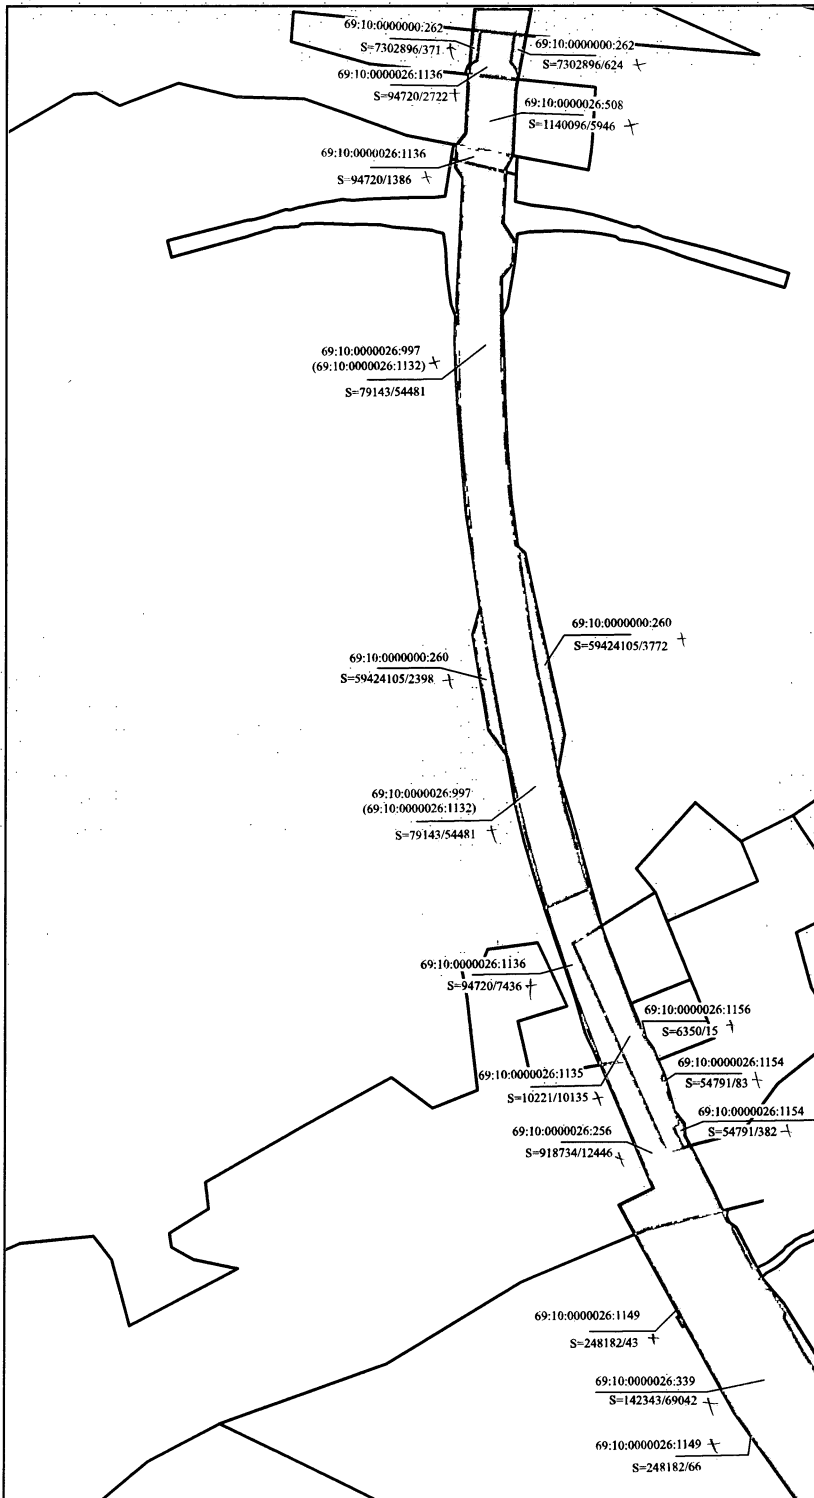 69:10:0000000:262
S=7302896/371 +
69:10:0000000:262
S=7302896/624 +
69:10:0000026:1136
S=94720/2722 +
69:10:0000026:508
S=1140096/5946 +
69:10:0000026:1136
S=94720/1386 +
69:10:0000026:997
(69:10:0000026:1132) +
S=79143/54481
69:10:0000000:260
S=59424105/3772 +
69:10:0000000:260
S=59424105/2398 +
69:10:0000026:997
(69:10:0000026:1132)
S=79143/54481 +
69:10:0000026:1136
S=94720/7436 +
69:10:0000026:1156
S=6350/15 +
69:10:0000026:1154
S=54791/83 +
69:10:0000026:1135
S=10221/10135 +
69:10:0000026:1154
S=54791/382 +
69:10:0000026:256
S=918734/12446 +
69:10:0000026:1149
S=248182/43 +
69:10:0000026:339
S=142343/69042 +
69:10:0000026:1149 +
S=248182/66